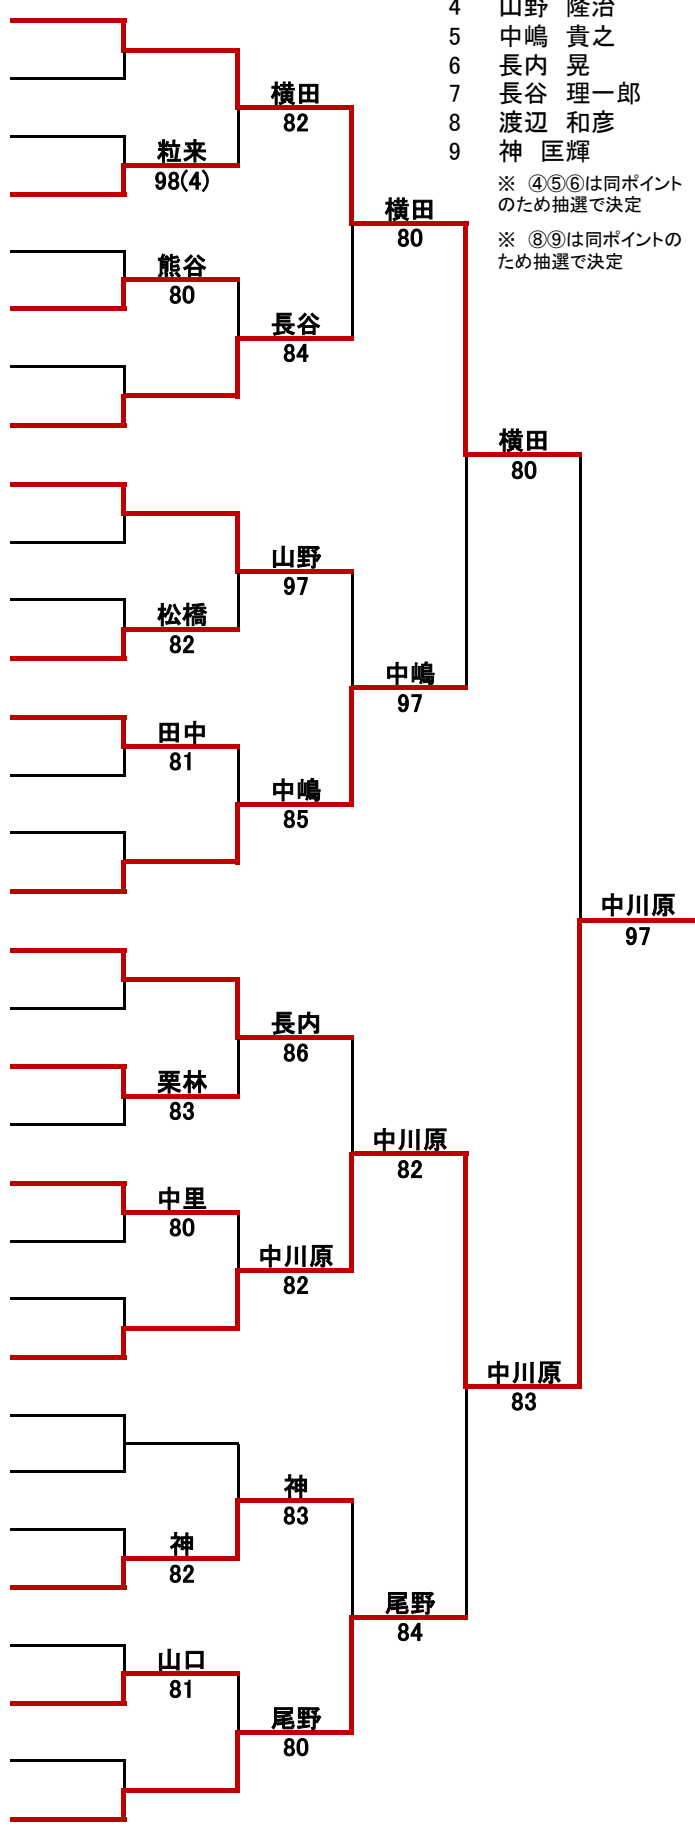 4 山野 隆治
5 中嶋 貴之
6 長内 晃
7 長谷 理一郎
8 渡辺 和彦
9 神 匡輝
※ ④⑤⑥は同ポイント
のため抽選で決定
※ ⑧⑨は同ポイントの
ため抽選で決定
横田
82
粒来
98(4)
横田
80
熊谷
80
長谷
84
横田
80
山野
97
松橋
82
中嶋
97
田中
81
中嶋
85
中川原
97
長内
86
栗林
83
中川原
82
中里
80
中川原
82
中川原
83
神
83
神
82
尾野
84
山口
81
尾野
80